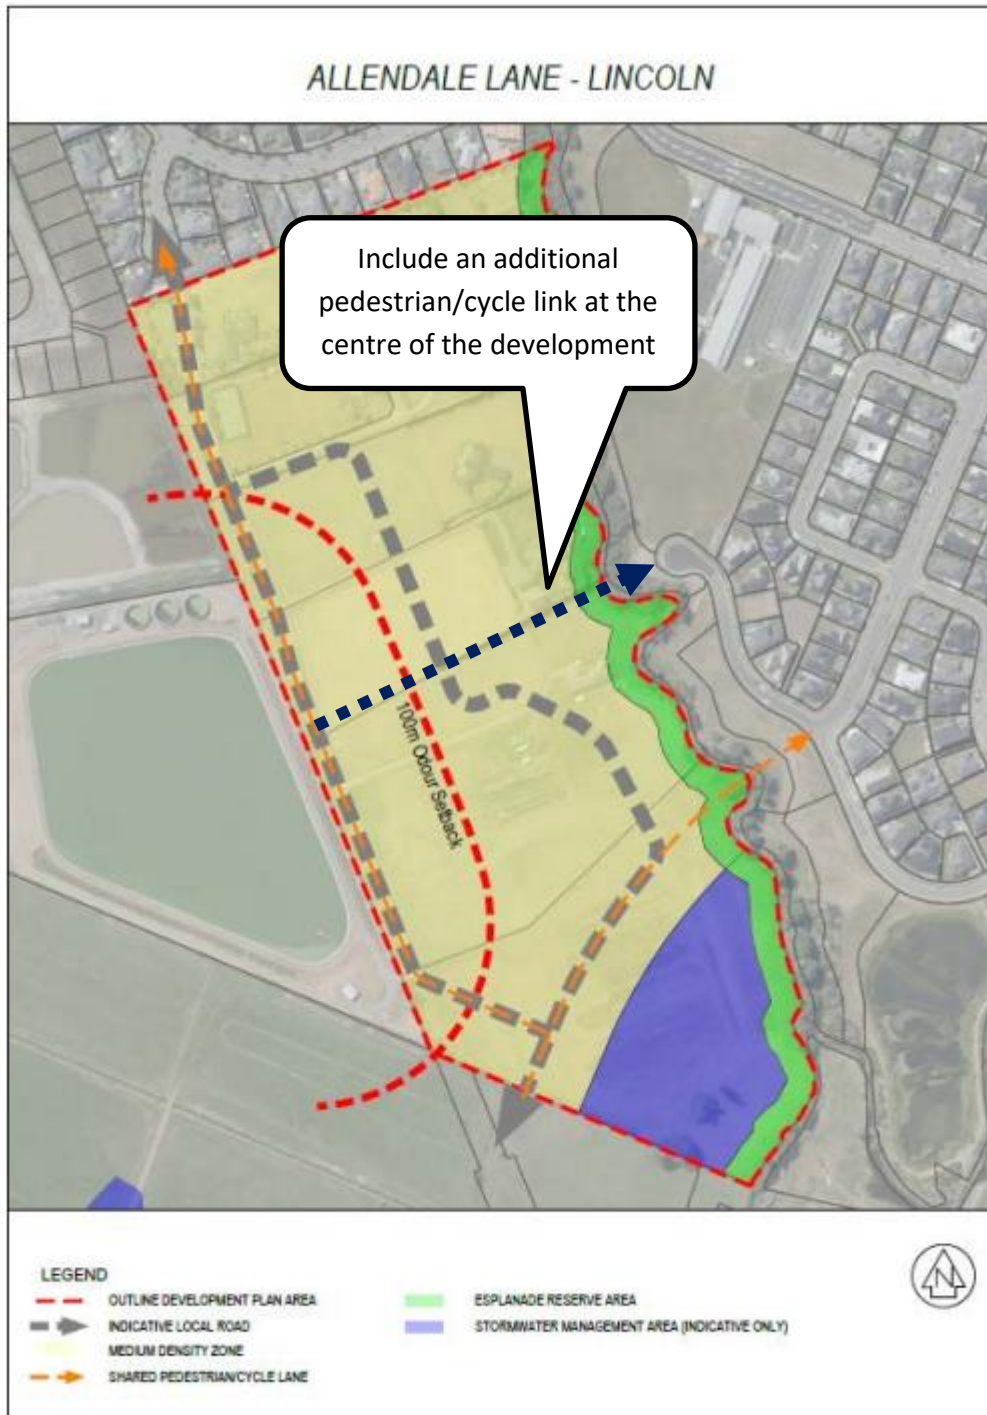 ALLENDALE LANE - LINCOLN
Include an additional
pedestrian/cycle link at the
centre of the development
100m Odour Setback
LEGEND
OUTLINE DEVELOPMENT PLAN AREA
INDICATIVE LOCAL ROAD
MEDIUM DENSITY ZONE
SHARED PEDESTRIAN/CYCLE LANE
ESPLANADE RESERVE AREA
STORMWATER MANAGEMENT AREA (INDICATIVE ONLY)
N